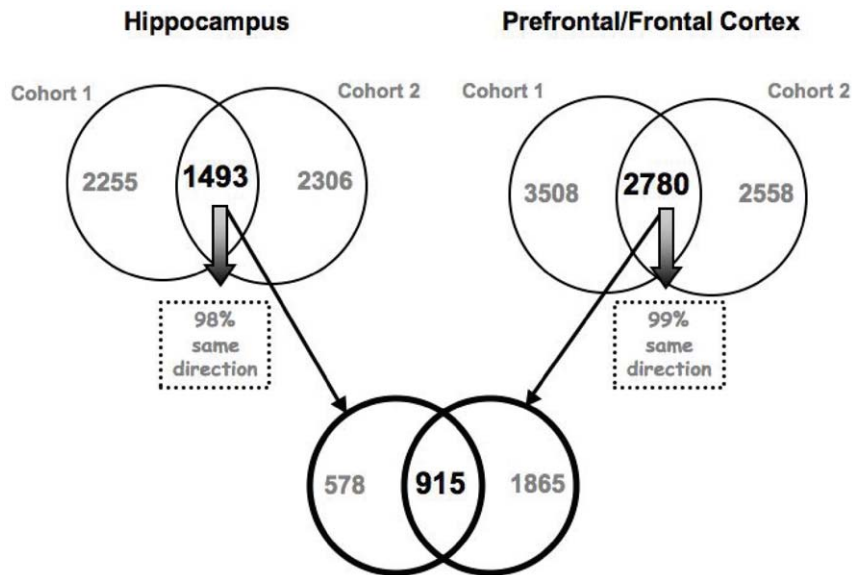 Hippocampus
Prefrontal/Frontal Cortex
Cohort 1
Cohort 2
Cohort 1
Cohort 2
2255
1493
2306
3508
2780
2558
98%
same
direction
99%
same
direction
578
915
1865